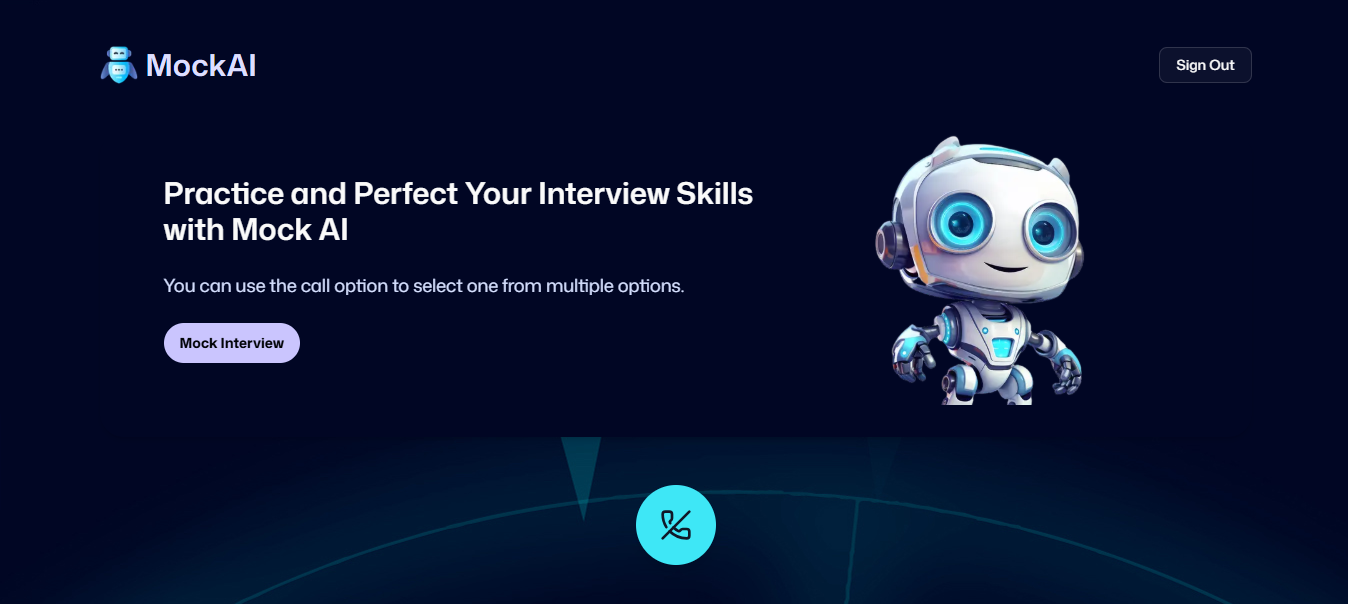 MockAI
Sign Out
Practice and Perfect Your Interview Skills
with Mock AI
You can use the call option to select one from multiple options.
Mock Interview